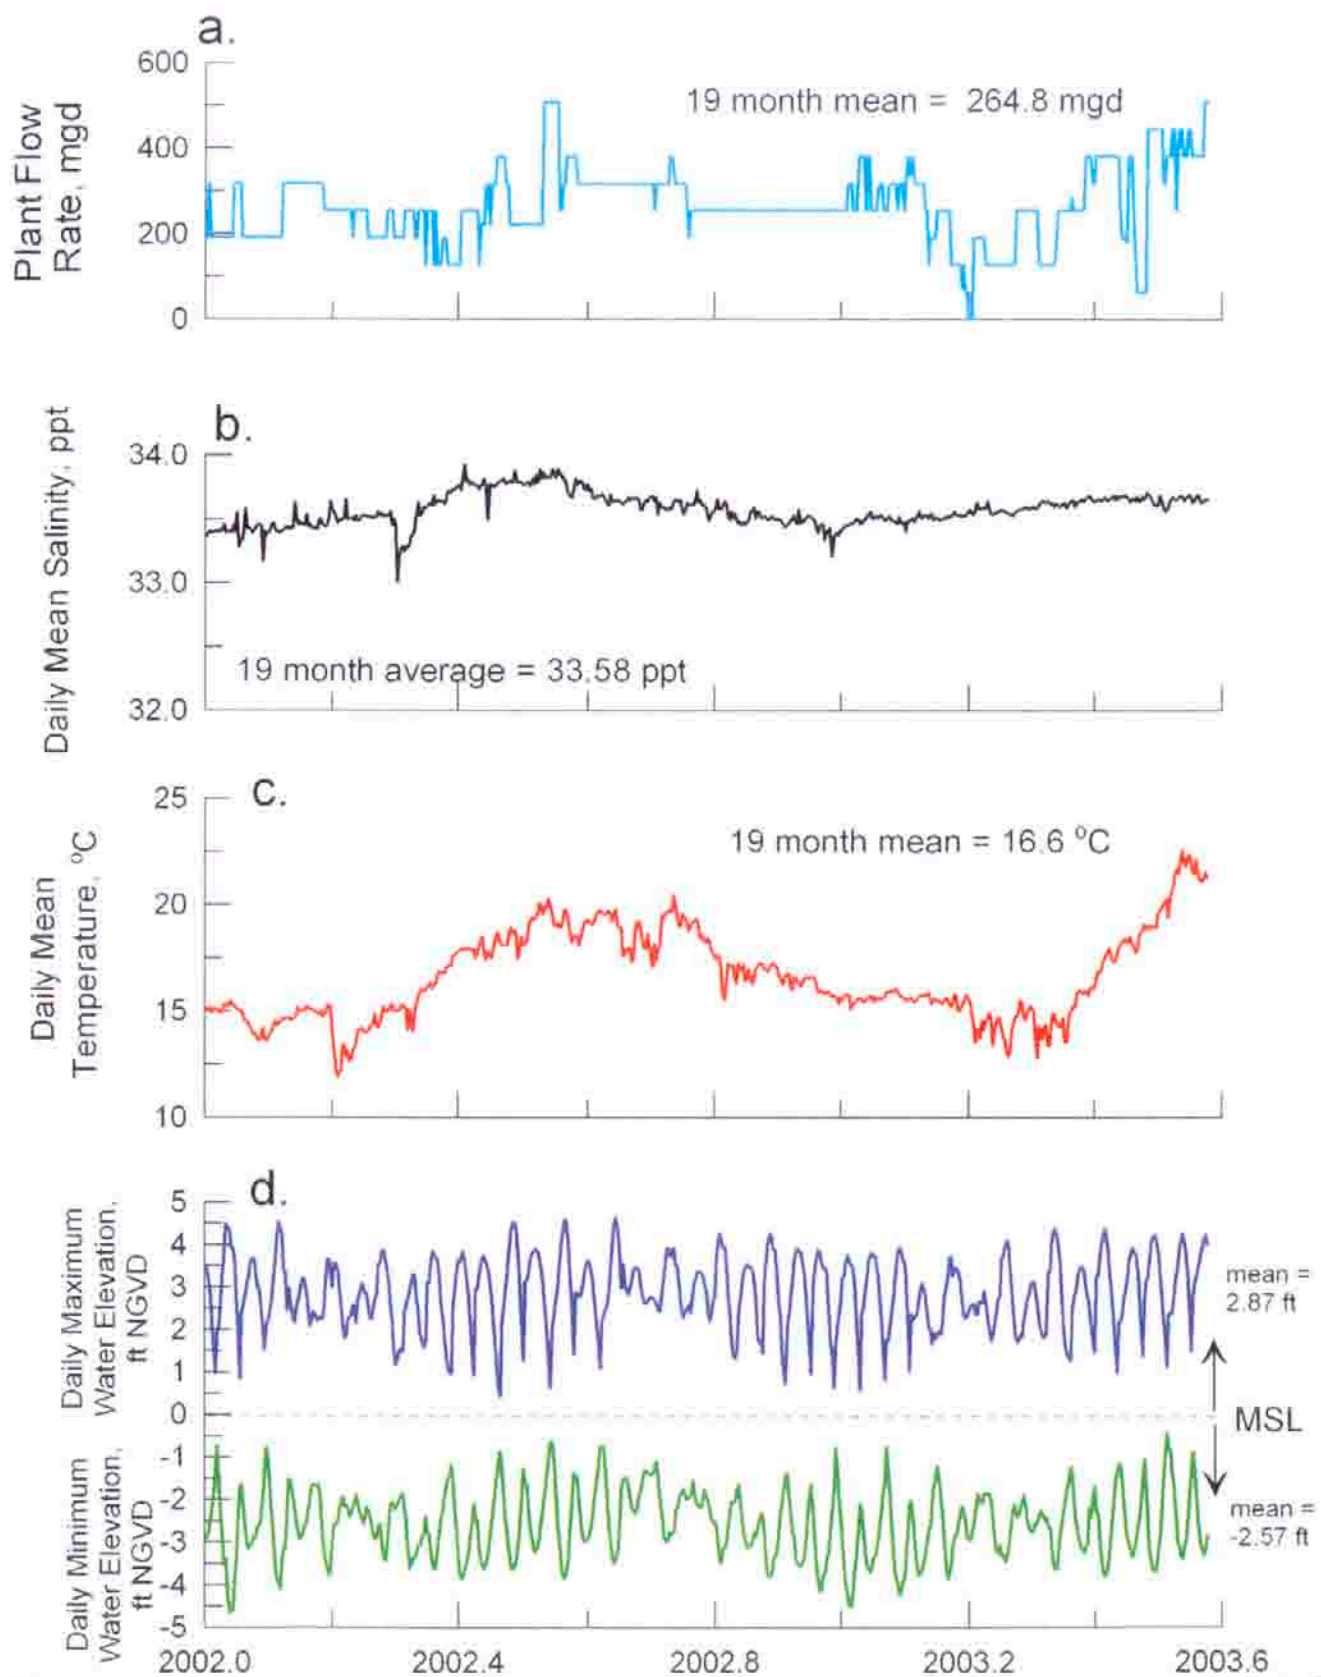 a.
600
400
200
0
Plant Flow
Rate, mgd
19 month mean = 264.8 mgd
b.
34.0
33.0
32.0
Daily Mean Salinity, ppt
19 month average = 33.58 ppt
c.
25
20
15
10
Daily Mean
Temperature, ºC
19 month mean = 16.6 ºC
d.
5
4
3
2
1
0
-1
-2
-3
-4
-5
Daily Maximum
Water Elevation,
ft NGVD
Daily Minimum
Water Elevation,
ft NGVD
mean =
2.87 ft
MSL
mean =
-2.57 ft
2002.0
2002.4
2002.8
2003.2
2003.6